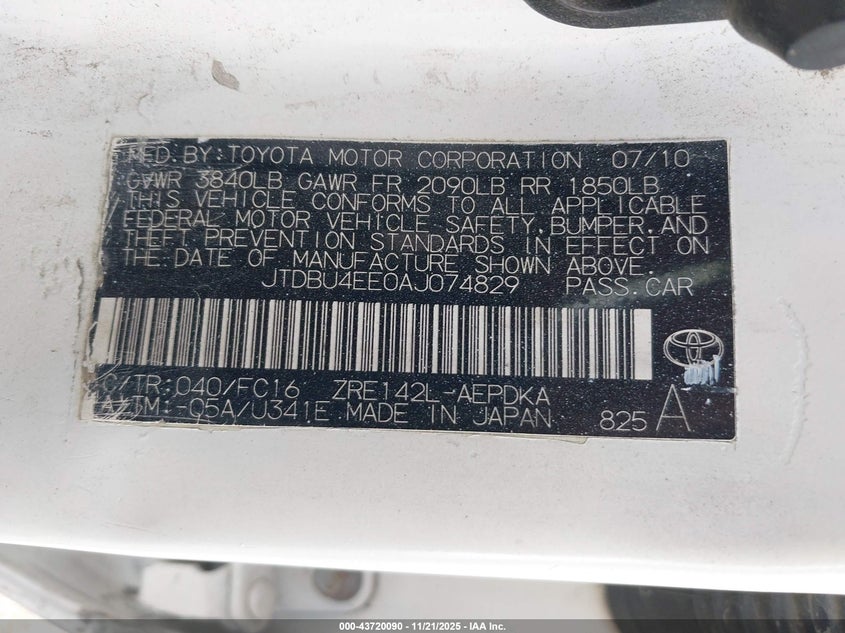 MFD.BY:TOYOTA MOTOR CORPORATION 07/10
GVWR 3840LB GAWR FR 2090LB RR 1850LB
THIS VEHICLE CONFORMS TO ALL APPLICABLE
FEDERAL MOTOR VEHICLE SAFETY,BUMPER,AND
THEFT PREVENTION STANDARDS IN EFFECT ON
THE DATE OF MANUFACTURE SHOWN ABOVE.
JTDBU4EE0AJ074829 PASS.CAR
C/TR:040/FC16 ZRE142L-AEPDKA
A/TM:-05A/U341E MADE IN JAPAN 825 A
000-43720090 - 11/21/2025 - IAA Inc.